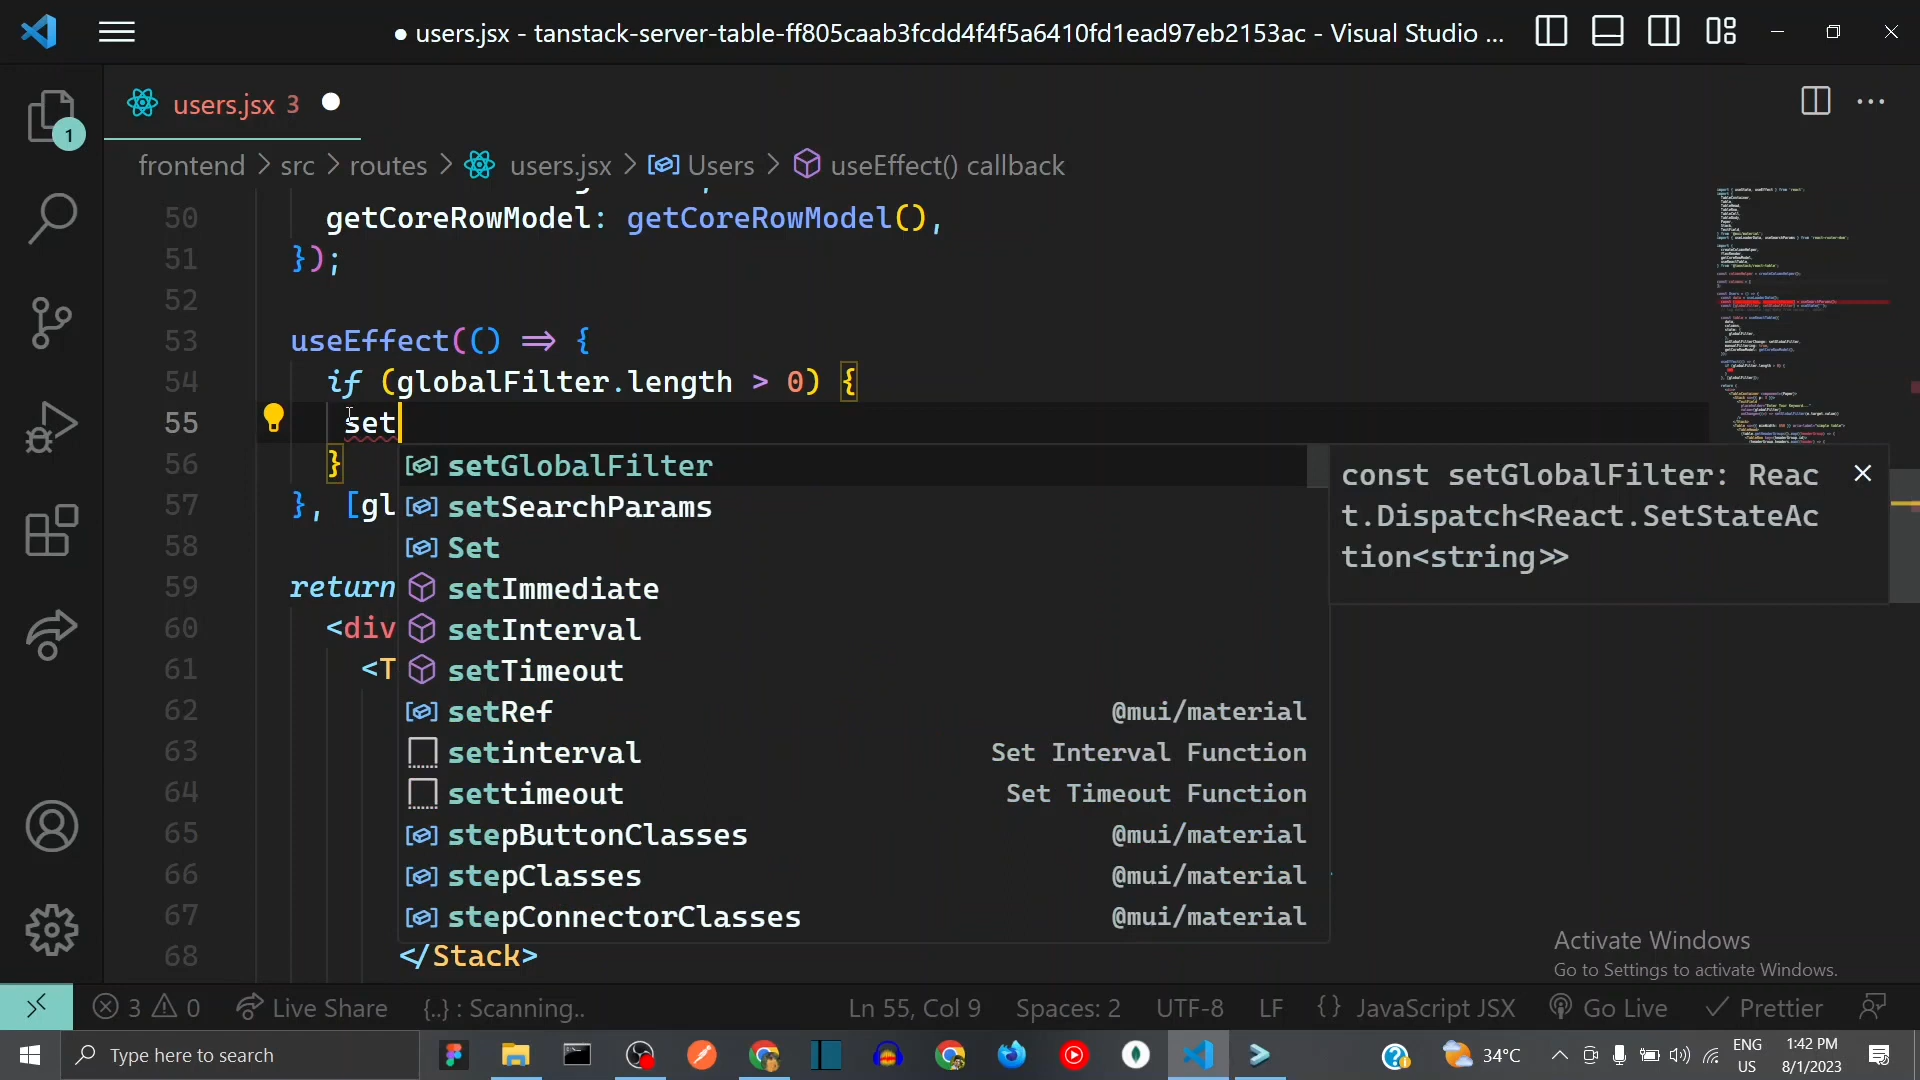 ● users.jsx - tanstack-server-table-ff805caab3fcdd4f4f5a6410fd1ead97eb2153ac - Visual Studio ...
users.jsx 3
1
frontend > src > routes > users.jsx > Users > useEffect() callback
50 getCoreRowModel: getCoreRowModel(),
51 });
52
53 useEffect(() => {
54 if (globalFilter.length > 0) {
55 set
56 }
57 }, [gl
58
59 return
60 <div
61 <T
62
63
64
65
66
67
68 </Stack>
setGlobalFilter
setSearchParams
Set
setImmediate
setInterval
setTimeout
setRef @mui/material
setinterval Set Interval Function
settimeout Set Timeout Function
stepButtonClasses @mui/material
stepClasses @mui/material
stepConnectorClasses @mui/material
const setGlobalFilter: Reac
t.Dispatch<React.SetStateAc
tion<string>>
Activate Windows
Go to Settings to activate Windows.
3 0 Live Share {..} : Scanning.. Ln 55, Col 9 Spaces: 2 UTF-8 LF {} JavaScript JSX Go Live Prettier
Type here to search 34°C ENG US 1:42 PM 8/1/2023